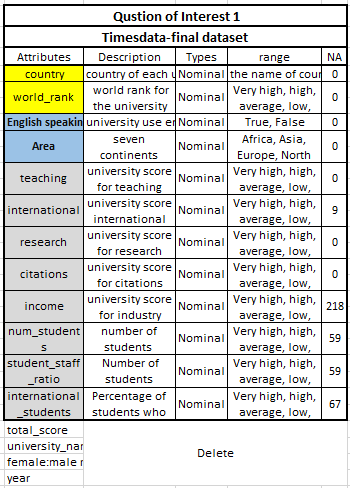 Qustion of Interest 1
Timesdata-final dataset
Attributes Description Types range NA
country country of each u Nominal the name of cour 0
world_rank world rank for the university Nominal Very high, high, average, low, 0
English speakin university use er Nominal True, False 0
Area seven continents Nominal Africa, Asia, Europe, North 0
teaching university score for teaching Nominal Very high, high, average, low, 0
international university score international Nominal Very high, high, average, low, 9
research university score for research Nominal Very high, high, average, low, 0
citations university score for citations Nominal Very high, high, average, low, 0
income university score for industry Nominal Very high, high, average, low, 218
num_students number of students Nominal Very high, high, average, low, 59
student_staff_ratio Number of students Nominal Very high, high, average, low, 59
international_students Percentage of students who Nominal Very high, high, average, low, 67
total_score
university_nar
female:male r
year
Delete